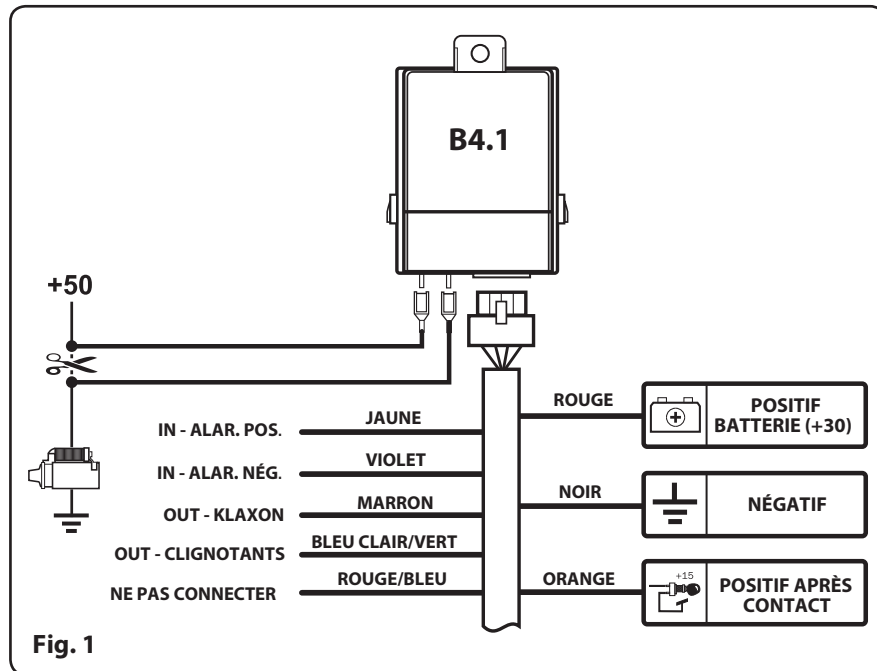 B4.1
+50
JAUNE
IN - ALAR. POS.
VIOLET
IN - ALAR. NÉG.
MARRON
OUT - KLAXON
BLEU CLAIR/VERT
OUT - CLIGNOTANTS
ROUGE/BLEU
NE PAS CONNECTER
ROUGE
POSITIF
BATTERIE (+30)
NOIR
NÉGATIF
ORANGE
+15
POSITIF APRÈS
CONTACT
Fig. 1